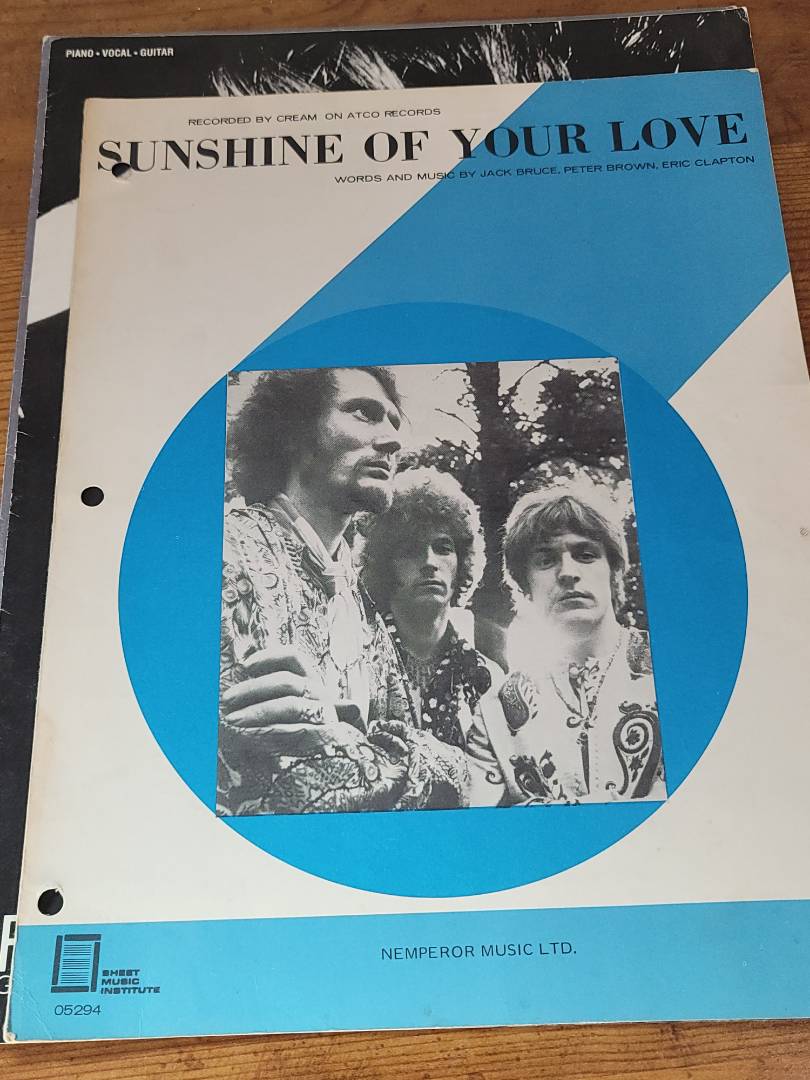 PIANO • VOCAL • GUITAR
RECORDED BY CREAM ON ATCO RECORDS
SUNSHINE OF YOUR LOVE
WORDS AND MUSIC BY JACK BRUCE, PETER BROWN, ERIC CLAPTON
NEMPEROR MUSIC LTD.
SHEET
MUSIC
INSTITUTE
05294